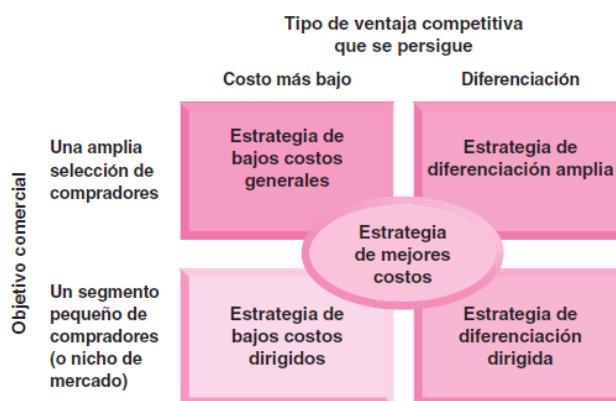 Tipo de ventaja competitiva
que se persigue
Costo más bajo
Diferenciación
Objetivo comercial
Una amplia
selección de
compradores
Estrategia de
bajos costos
generales
Estrategia de
diferenciación amplia
Estrategia
de mejores
costos
Un segmento
pequeño de
compradores
(o nicho de
mercado)
Estrategia de
bajos costos
dirigidos
Estrategia de
diferenciación
dirigida